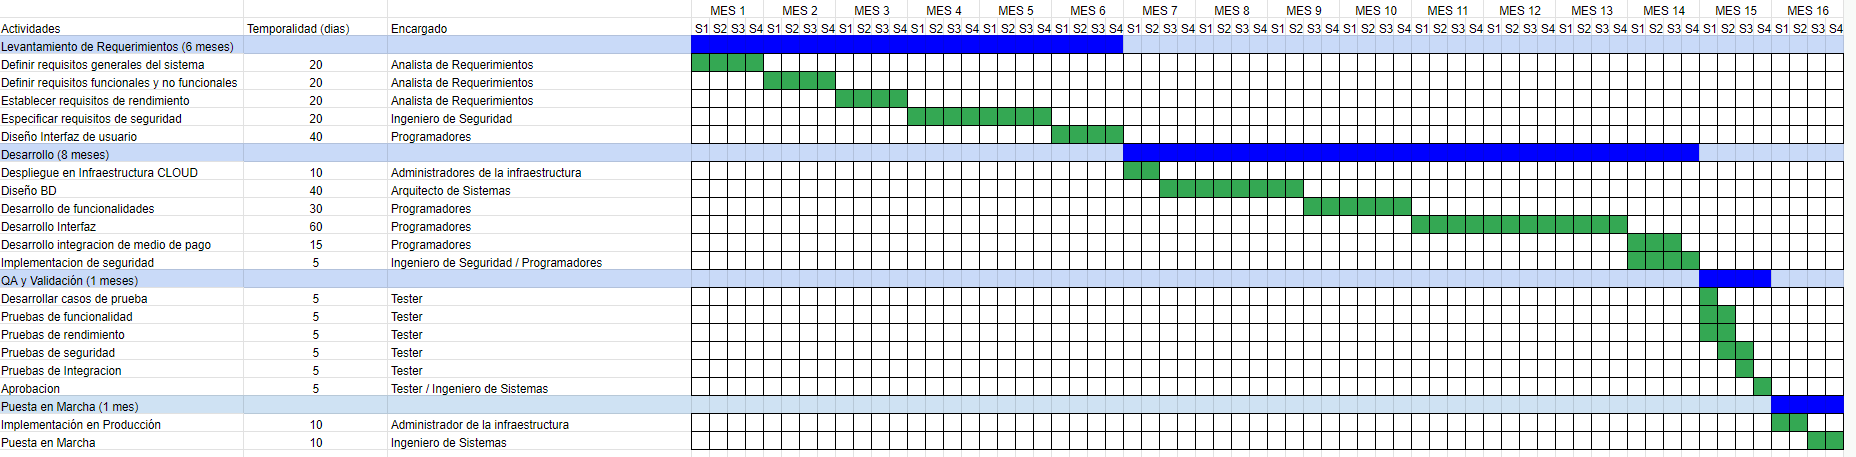 MES 1 MES 2 MES 3 MES 4 MES 5 MES 6 MES 7 MES 8 MES 9 MES 10 MES 11 MES 12 MES 13 MES 14 MES 15 MES 16
Actividades Temporalidad (dias) Encargado S1 S2 S3 S4 S1 S2 S3 S4 S1 S2 S3 S4 S1 S2 S3 S4 S1 S2 S3 S4 S1 S2 S3 S4 S1 S2 S3 S4 S1 S2 S3 S4 S1 S2 S3 S4 S1 S2 S3 S4 S1 S2 S3 S4 S1 S2 S3 S4 S1 S2 S3 S4 S1 S2 S3 S4 S1 S2 S3 S4 S1 S2 S3 S4
Levantamiento de Requerimientos (6 meses)
Definir requisitos generales del sistema 20 Analista de Requerimientos
Definir requisitos funcionales y no funcionales 20 Analista de Requerimientos
Establecer requisitos de rendimiento 20 Analista de Requerimientos
Especificar requisitos de seguridad 20 Ingeniero de Seguridad
Diseño Interfaz de usuario 40 Programadores
Desarrollo (8 meses)
Despliegue en Infraestructura CLOUD 10 Administradores de la infraestructura
Diseño BD 40 Arquitecto de Sistemas
Desarrollo de funcionalidades 30 Programadores
Desarrollo Interfaz 60 Programadores
Desarrollo integracion de medio de pago 15 Programadores
Implementacion de seguridad 5 Ingeniero de Seguridad / Programadores
QA y Validación (1 meses)
Desarrollar casos de prueba 5 Tester
Pruebas de funcionalidad 5 Tester
Pruebas de rendimiento 5 Tester
Pruebas de seguridad 5 Tester
Pruebas de Integracion 5 Tester
Aprobacion 5 Tester / Ingeniero de Sistemas
Puesta en Marcha (1 mes)
Implementación en Producción 10 Administrador de la infraestructura
Puesta en Marcha 10 Ingeniero de Sistemas